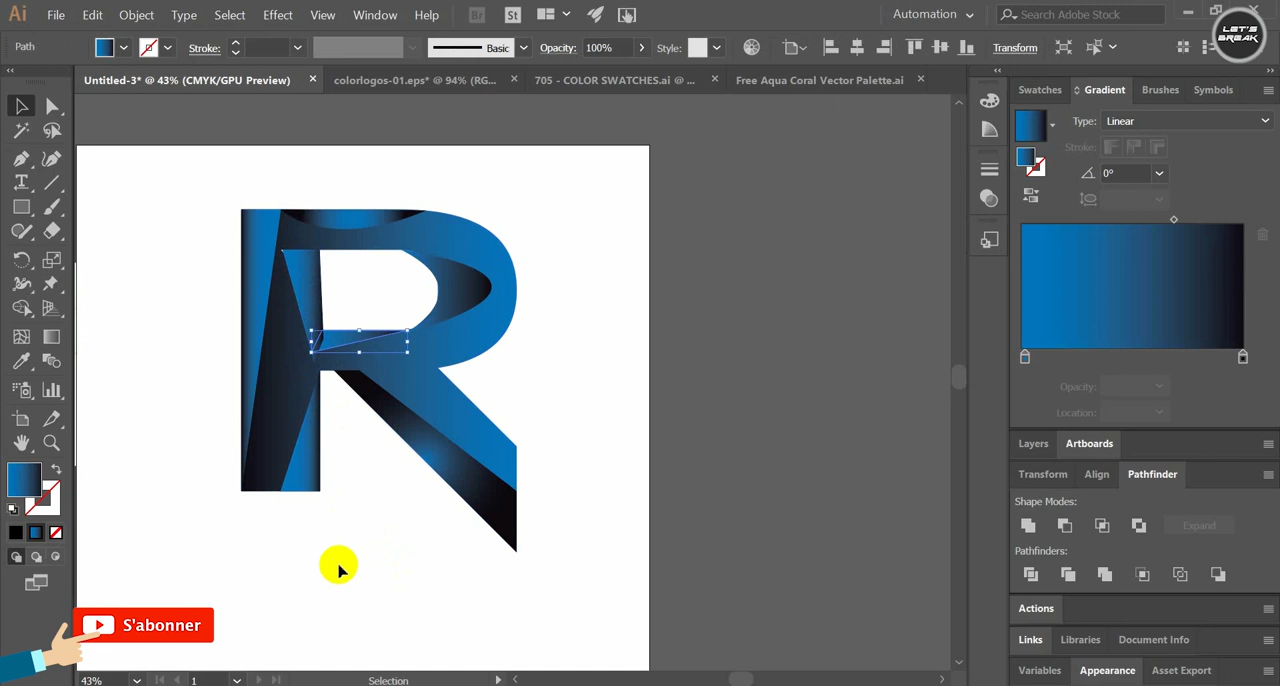 Ai File Edit Object Type Select Effect View Window Help Br St Automation Search Adobe Stock
LET'S BREAK
Path Stroke: Basic Opacity: 100% Style: Transform
Untitled-3* @ 43% (CMYK/GPU Preview) × colorlogos-01.eps* @ 94% (RG... × 705 - COLOR SWATCHES.ai @ ... × Free Aqua Coral Vector Palette.ai ×
Swatches Gradient Brushes Symbols
Type: Linear
Stroke:
0°
R
Opacity:
Location:
Layers Artboards
Transform Align Pathfinder
Shape Modes:
Expand
Pathfinders:
Actions
S'abonner
Links Libraries Document Info
Variables Appearance Asset Export
43% 1 Selection